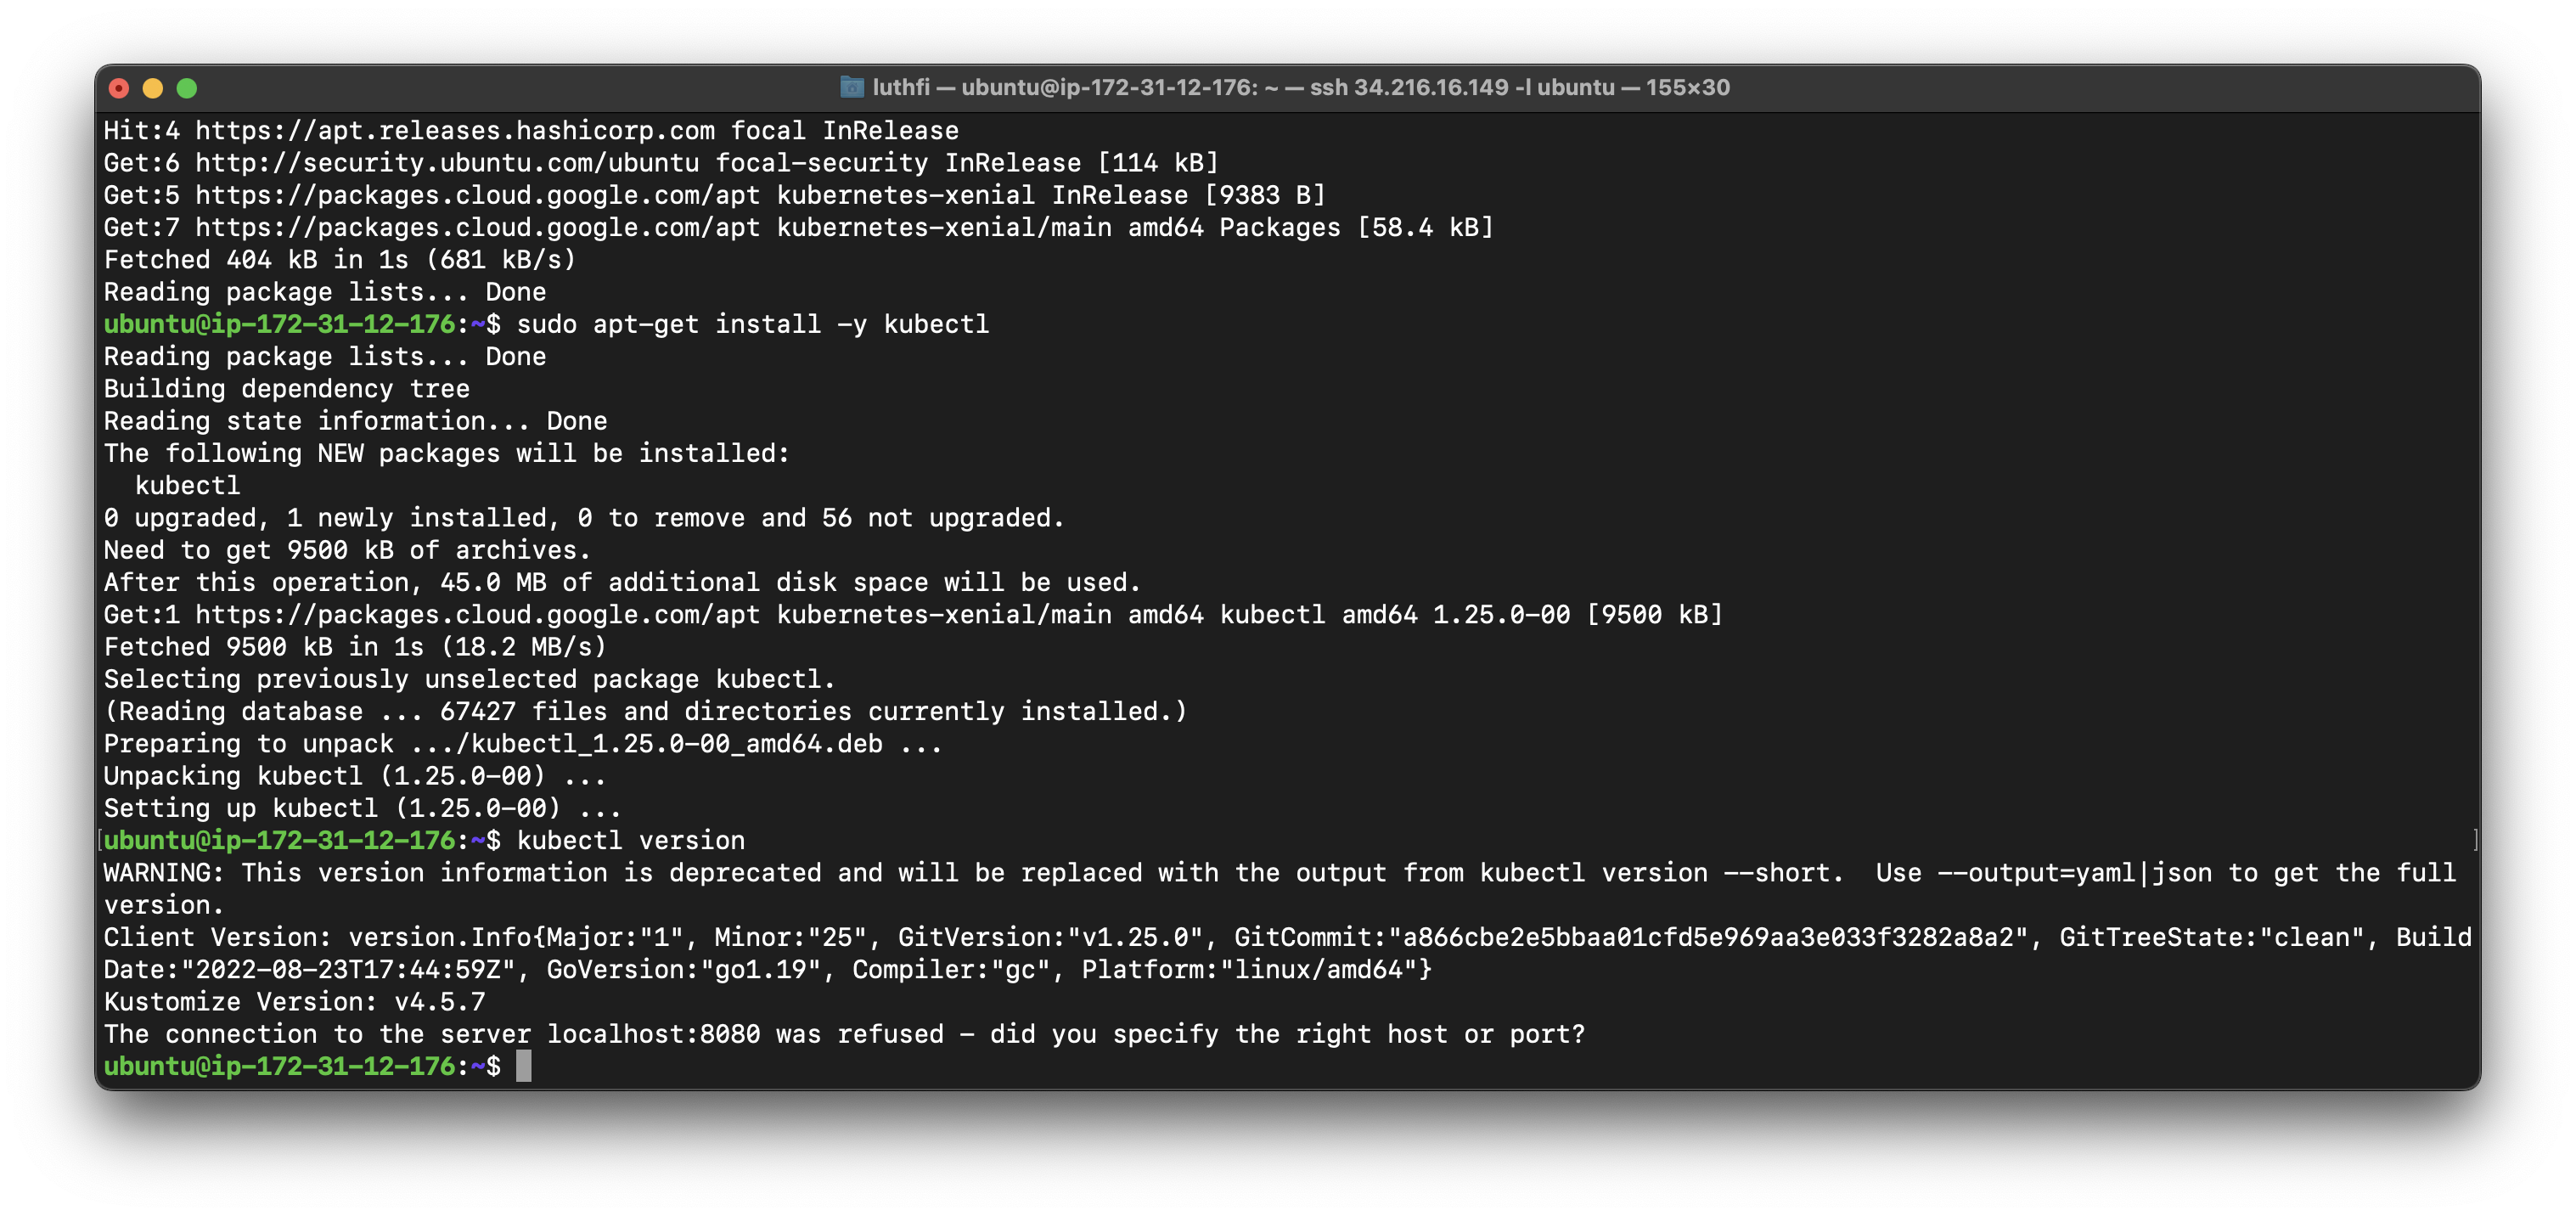 luthfi — ubuntu@ip-172-31-12-176: ~ — ssh 34.216.16.149 -l ubuntu — 155×30
Hit:4 https://apt.releases.hashicorp.com focal InRelease
Get:6 http://security.ubuntu.com/ubuntu focal-security InRelease [114 kB]
Get:5 https://packages.cloud.google.com/apt kubernetes-xenial InRelease [9383 B]
Get:7 https://packages.cloud.google.com/apt kubernetes-xenial/main amd64 Packages [58.4 kB]
Fetched 404 kB in 1s (681 kB/s)
Reading package lists... Done
ubuntu@ip-172-31-12-176:~$ sudo apt-get install -y kubectl
Reading package lists... Done
Building dependency tree
Reading state information... Done
The following NEW packages will be installed:
  kubectl
0 upgraded, 1 newly installed, 0 to remove and 56 not upgraded.
Need to get 9500 kB of archives.
After this operation, 45.0 MB of additional disk space will be used.
Get:1 https://packages.cloud.google.com/apt kubernetes-xenial/main amd64 kubectl amd64 1.25.0-00 [9500 kB]
Fetched 9500 kB in 1s (18.2 MB/s)
Selecting previously unselected package kubectl.
(Reading database ... 67427 files and directories currently installed.)
Preparing to unpack .../kubectl_1.25.0-00_amd64.deb ...
Unpacking kubectl (1.25.0-00) ...
Setting up kubectl (1.25.0-00) ...
[ubuntu@ip-172-31-12-176:~$ kubectl version ]
WARNING: This version information is deprecated and will be replaced with the output from kubectl version --short.  Use --output=yaml|json to get the full
version.
Client Version: version.Info{Major:"1", Minor:"25", GitVersion:"v1.25.0", GitCommit:"a866cbe2e5bbaa01cfd5e969aa3e033f3282a8a2", GitTreeState:"clean", Build
Date:"2022-08-23T17:44:59Z", GoVersion:"go1.19", Compiler:"gc", Platform:"linux/amd64"}
Kustomize Version: v4.5.7
The connection to the server localhost:8080 was refused - did you specify the right host or port?
ubuntu@ip-172-31-12-176:~$